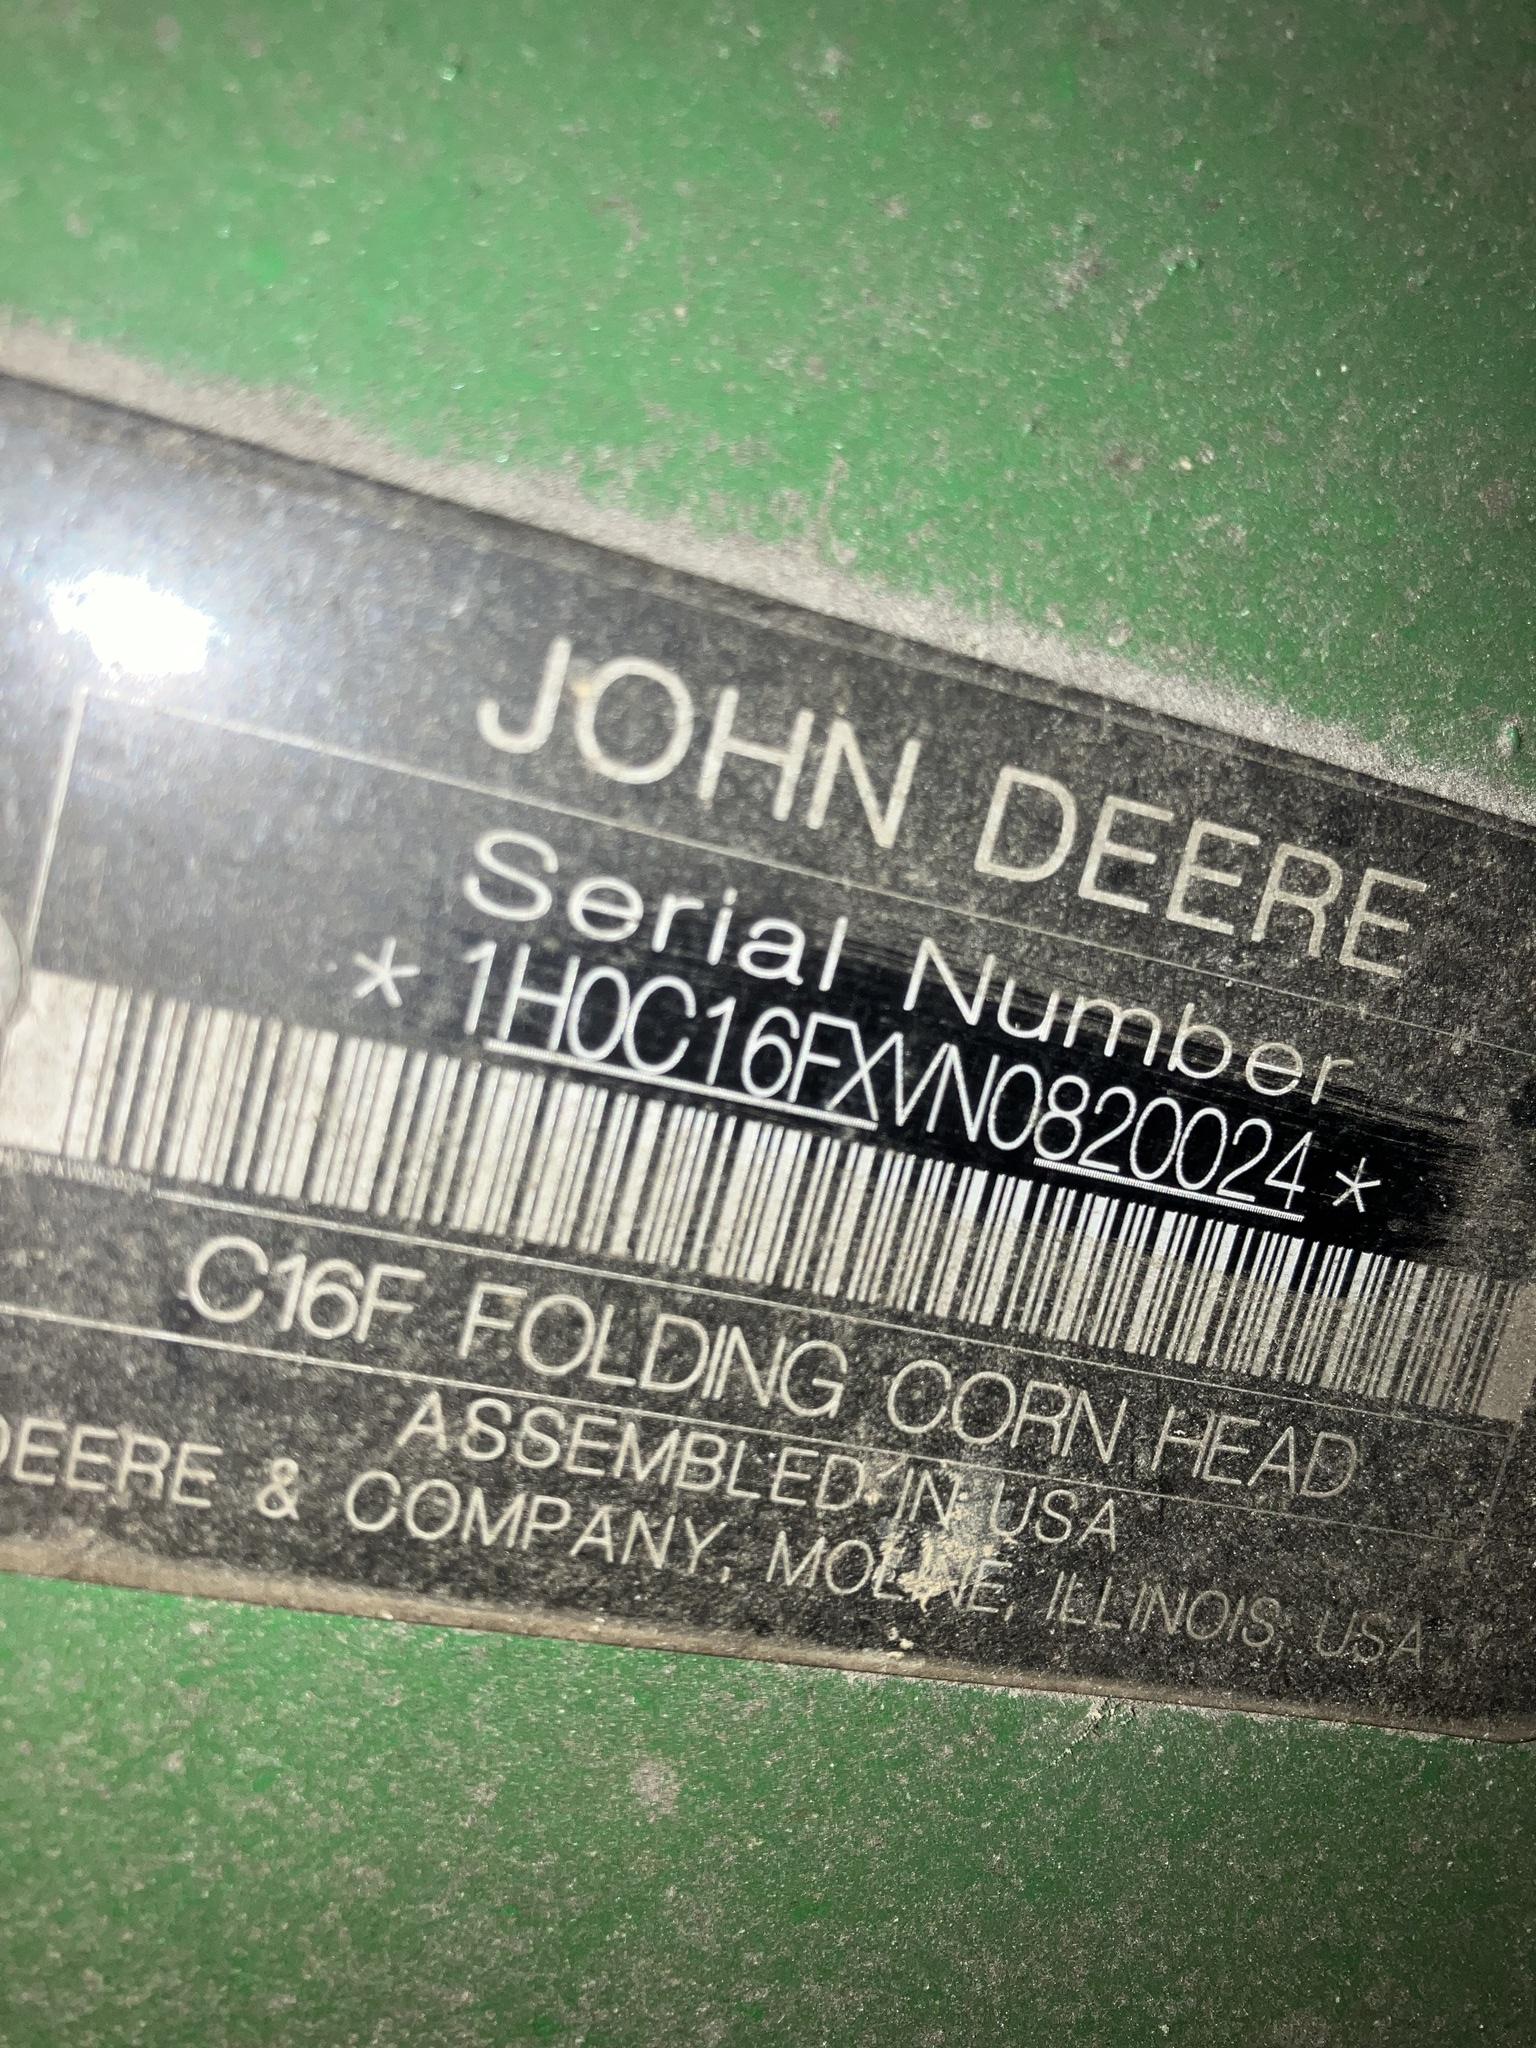 JOHN DEERE
Serial Number
* 1H0C16FXVN0820024 *
C16F FOLDING CORN HEAD
ASSEMBLED IN USA
DEERE & COMPANY, MOLINE, ILLINOIS, USA